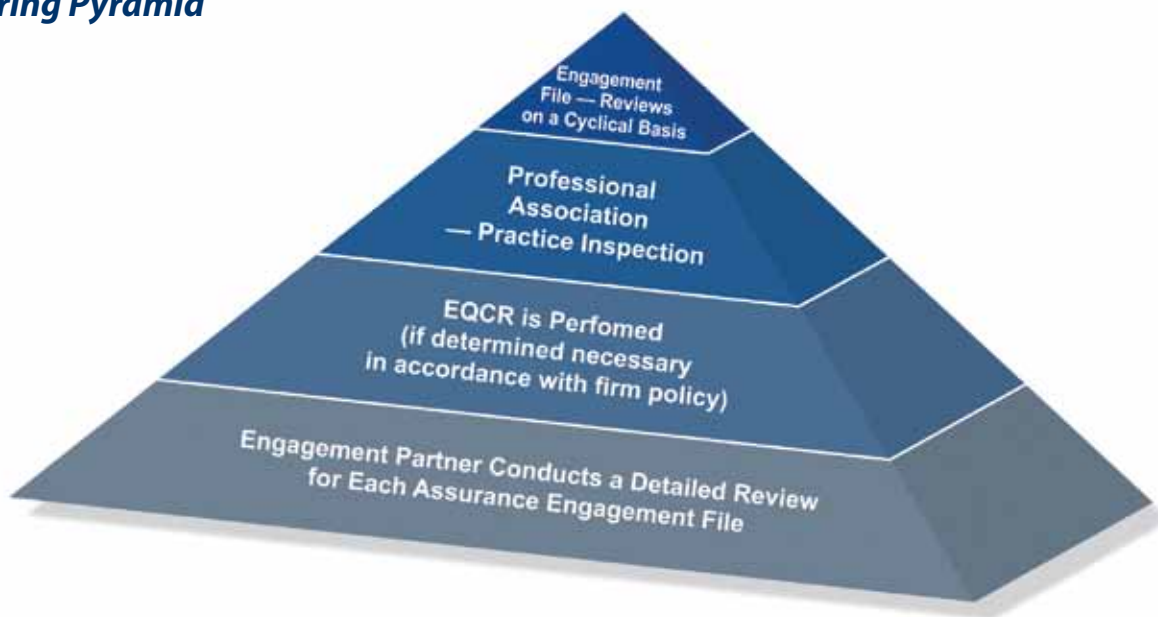 Pyramid
Engagement
File — Reviews
on a Cyclical Basis
Professional
Association
— Practice Inspection
EQCR is Perfomed
(if determined necessary
in accordance with firm policy)
Engagement Partner Conducts a Detailed Review
for Each Assurance Engagement File